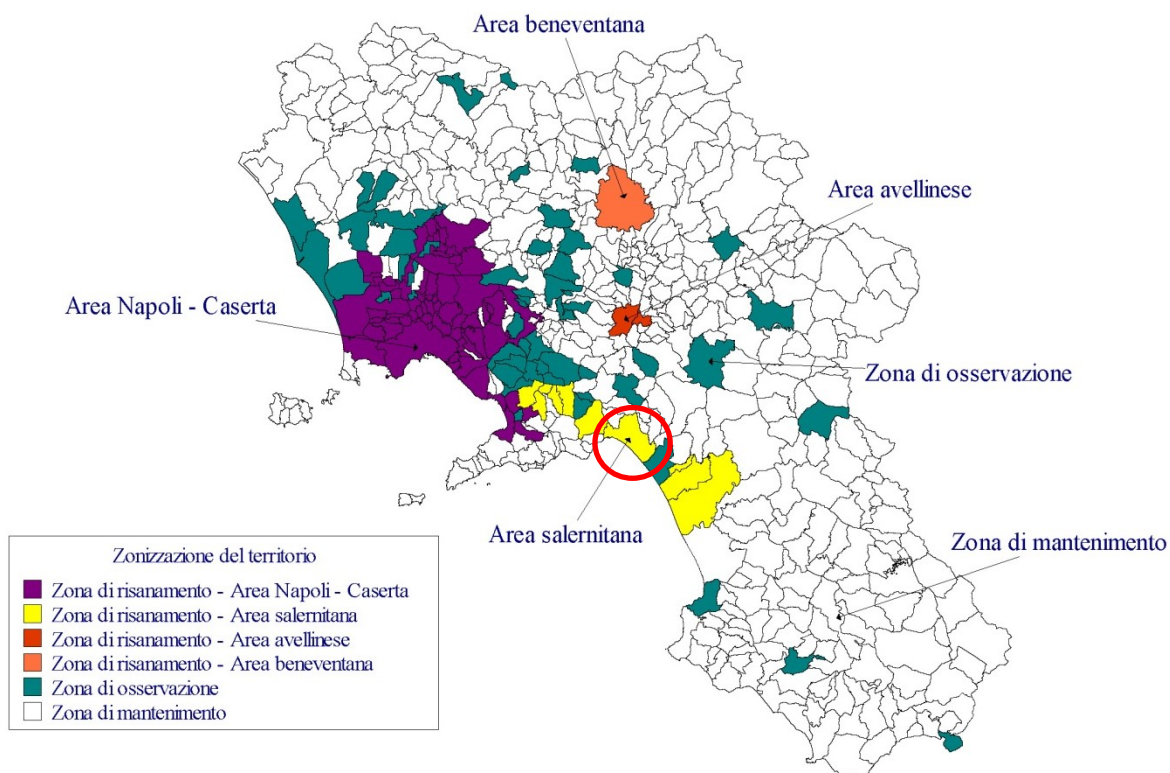 Area beneventana
Area avellinese
Area Napoli - Caserta
Zona di osservazione
Area salernitana
Zona di mantenimento
Zonizzazione del territorio
Zona di risanamento - Area Napoli - Caserta
Zona di risanamento - Area salernitana
Zona di risanamento - Area avellinese
Zona di risanamento - Area beneventana
Zona di osservazione
Zona di mantenimento